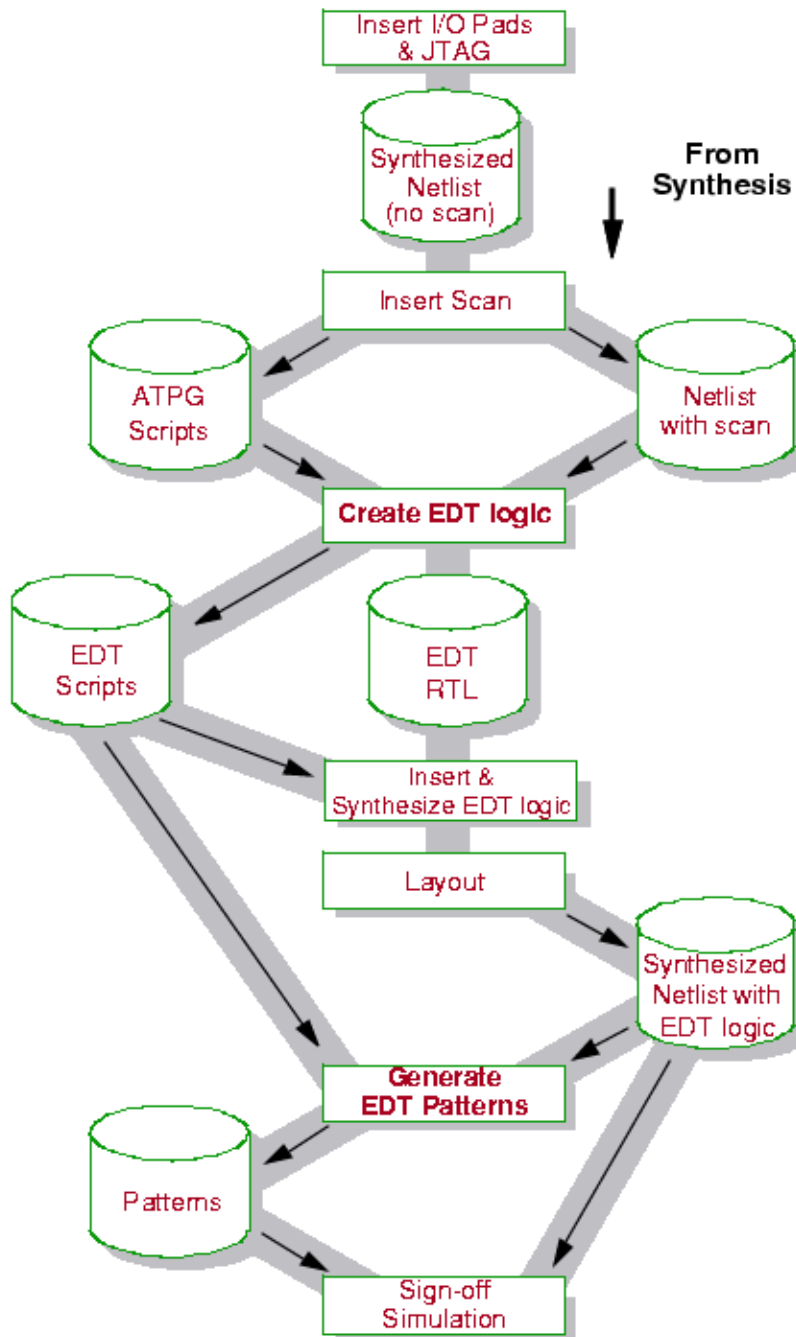 Insert I/O Pads
& JTAG
Synthesized
Netlist
(no scan)
From
Synthesis
Insert Scan
ATPG
Scripts
Netlist
with scan
Create EDT logic
EDT
Scripts
EDT
RTL
Insert &
Synthesize EDT logic
Layout
Synthesized
Netlist with
EDT logic
Generate
EDT Patterns
Patterns
Sign-off
Simulation